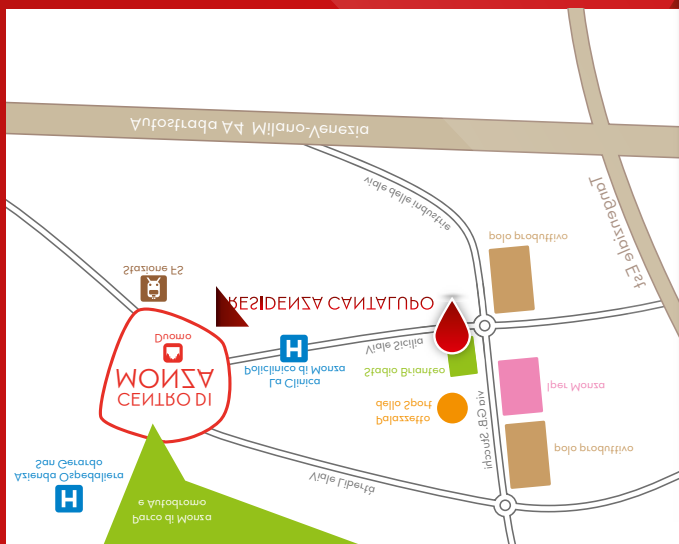 Parco di Monza
e Autodromo
H
Azienda Ospedaliera
San Gerardo
Viale Libertà
polo produttivo
via G.B. Stucchi
Palazzetto
dello Sport
Iper Monza
CENTRO DI
MONZA
Duomo
La Clinica
Policlinico di Monza
H
Stadio Brianteo
Viale Sicilia
RESIDENZA CANTALUPO
Stazione FS
polo produttivo
Tangenziale Est
viale delle industrie
Autostrada A4 Milano-Venezia